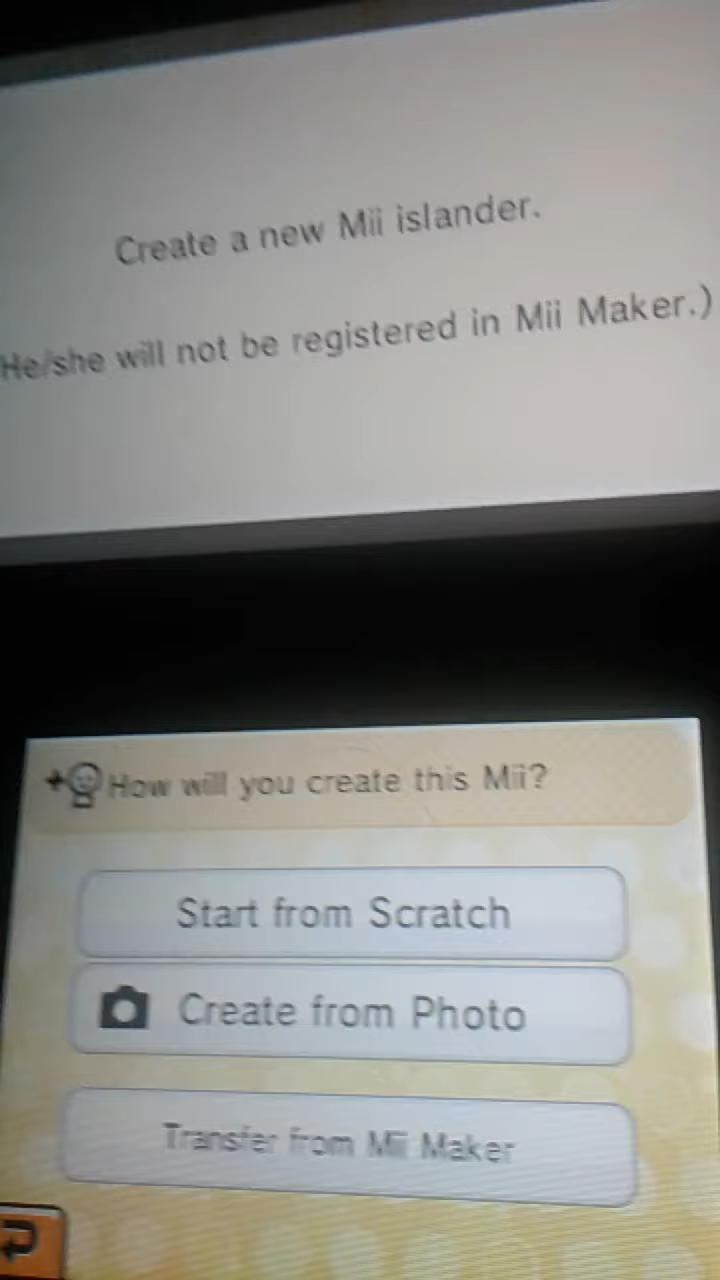 Create a new Mii islander.
He/she will not be registered in Mii Maker.)
How will you create this Mii?
Start from Scratch
Create from Photo
Transfer from Mii Maker